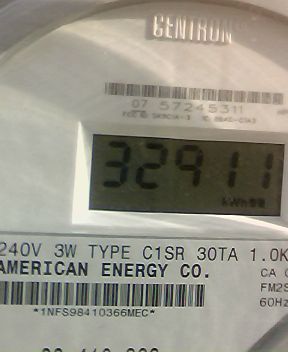 CENTRON
07 57245311
32911
kWh
240V 3W TYPE C1SR 30TA 1.0K
AMERICAN ENERGY CO.
CA
FM2S
60Hz
*1NFS98410366MEC*